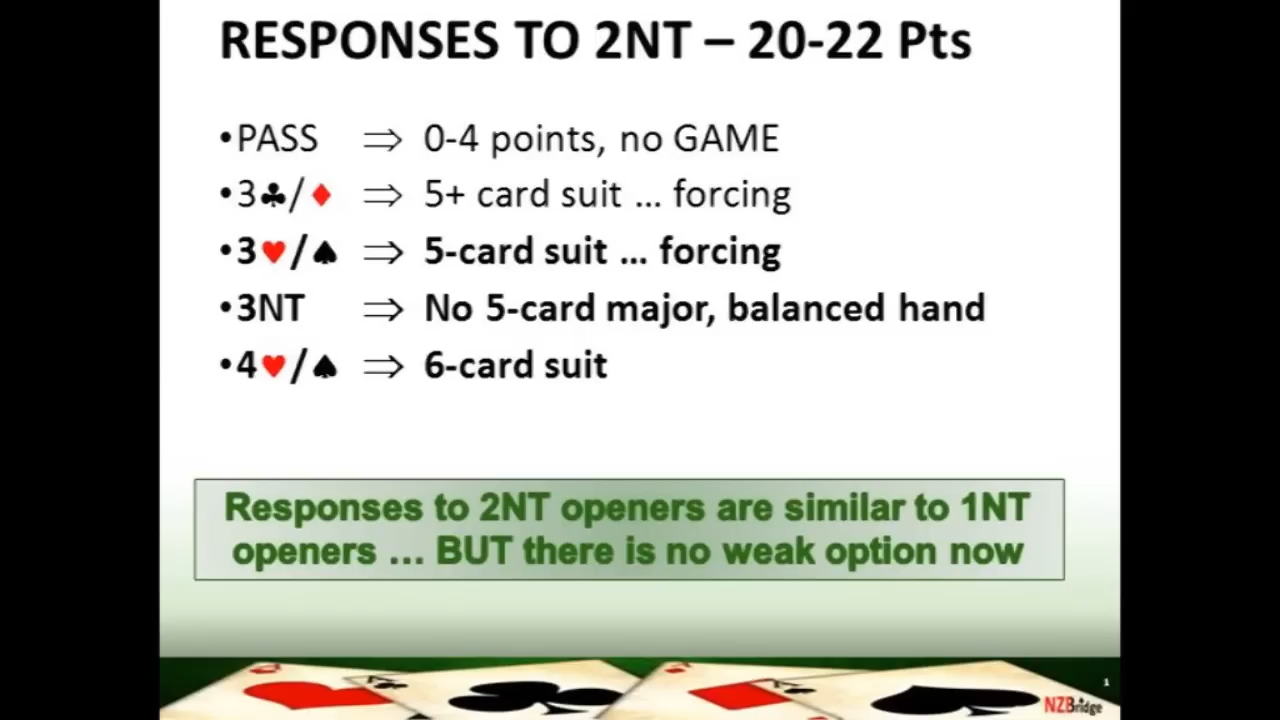 RESPONSES TO 2NT – 20-22 Pts
•PASS ⇒ 0-4 points, no GAME
•3♣/♦ ⇒ 5+ card suit ... forcing
•3♥/♠ ⇒ 5-card suit ... forcing
•3NT ⇒ No 5-card major, balanced hand
•4♥/♠ ⇒ 6-card suit
Responses to 2NT openers are similar to 1NT
openers ... BUT there is no weak option now
1
NZBridge